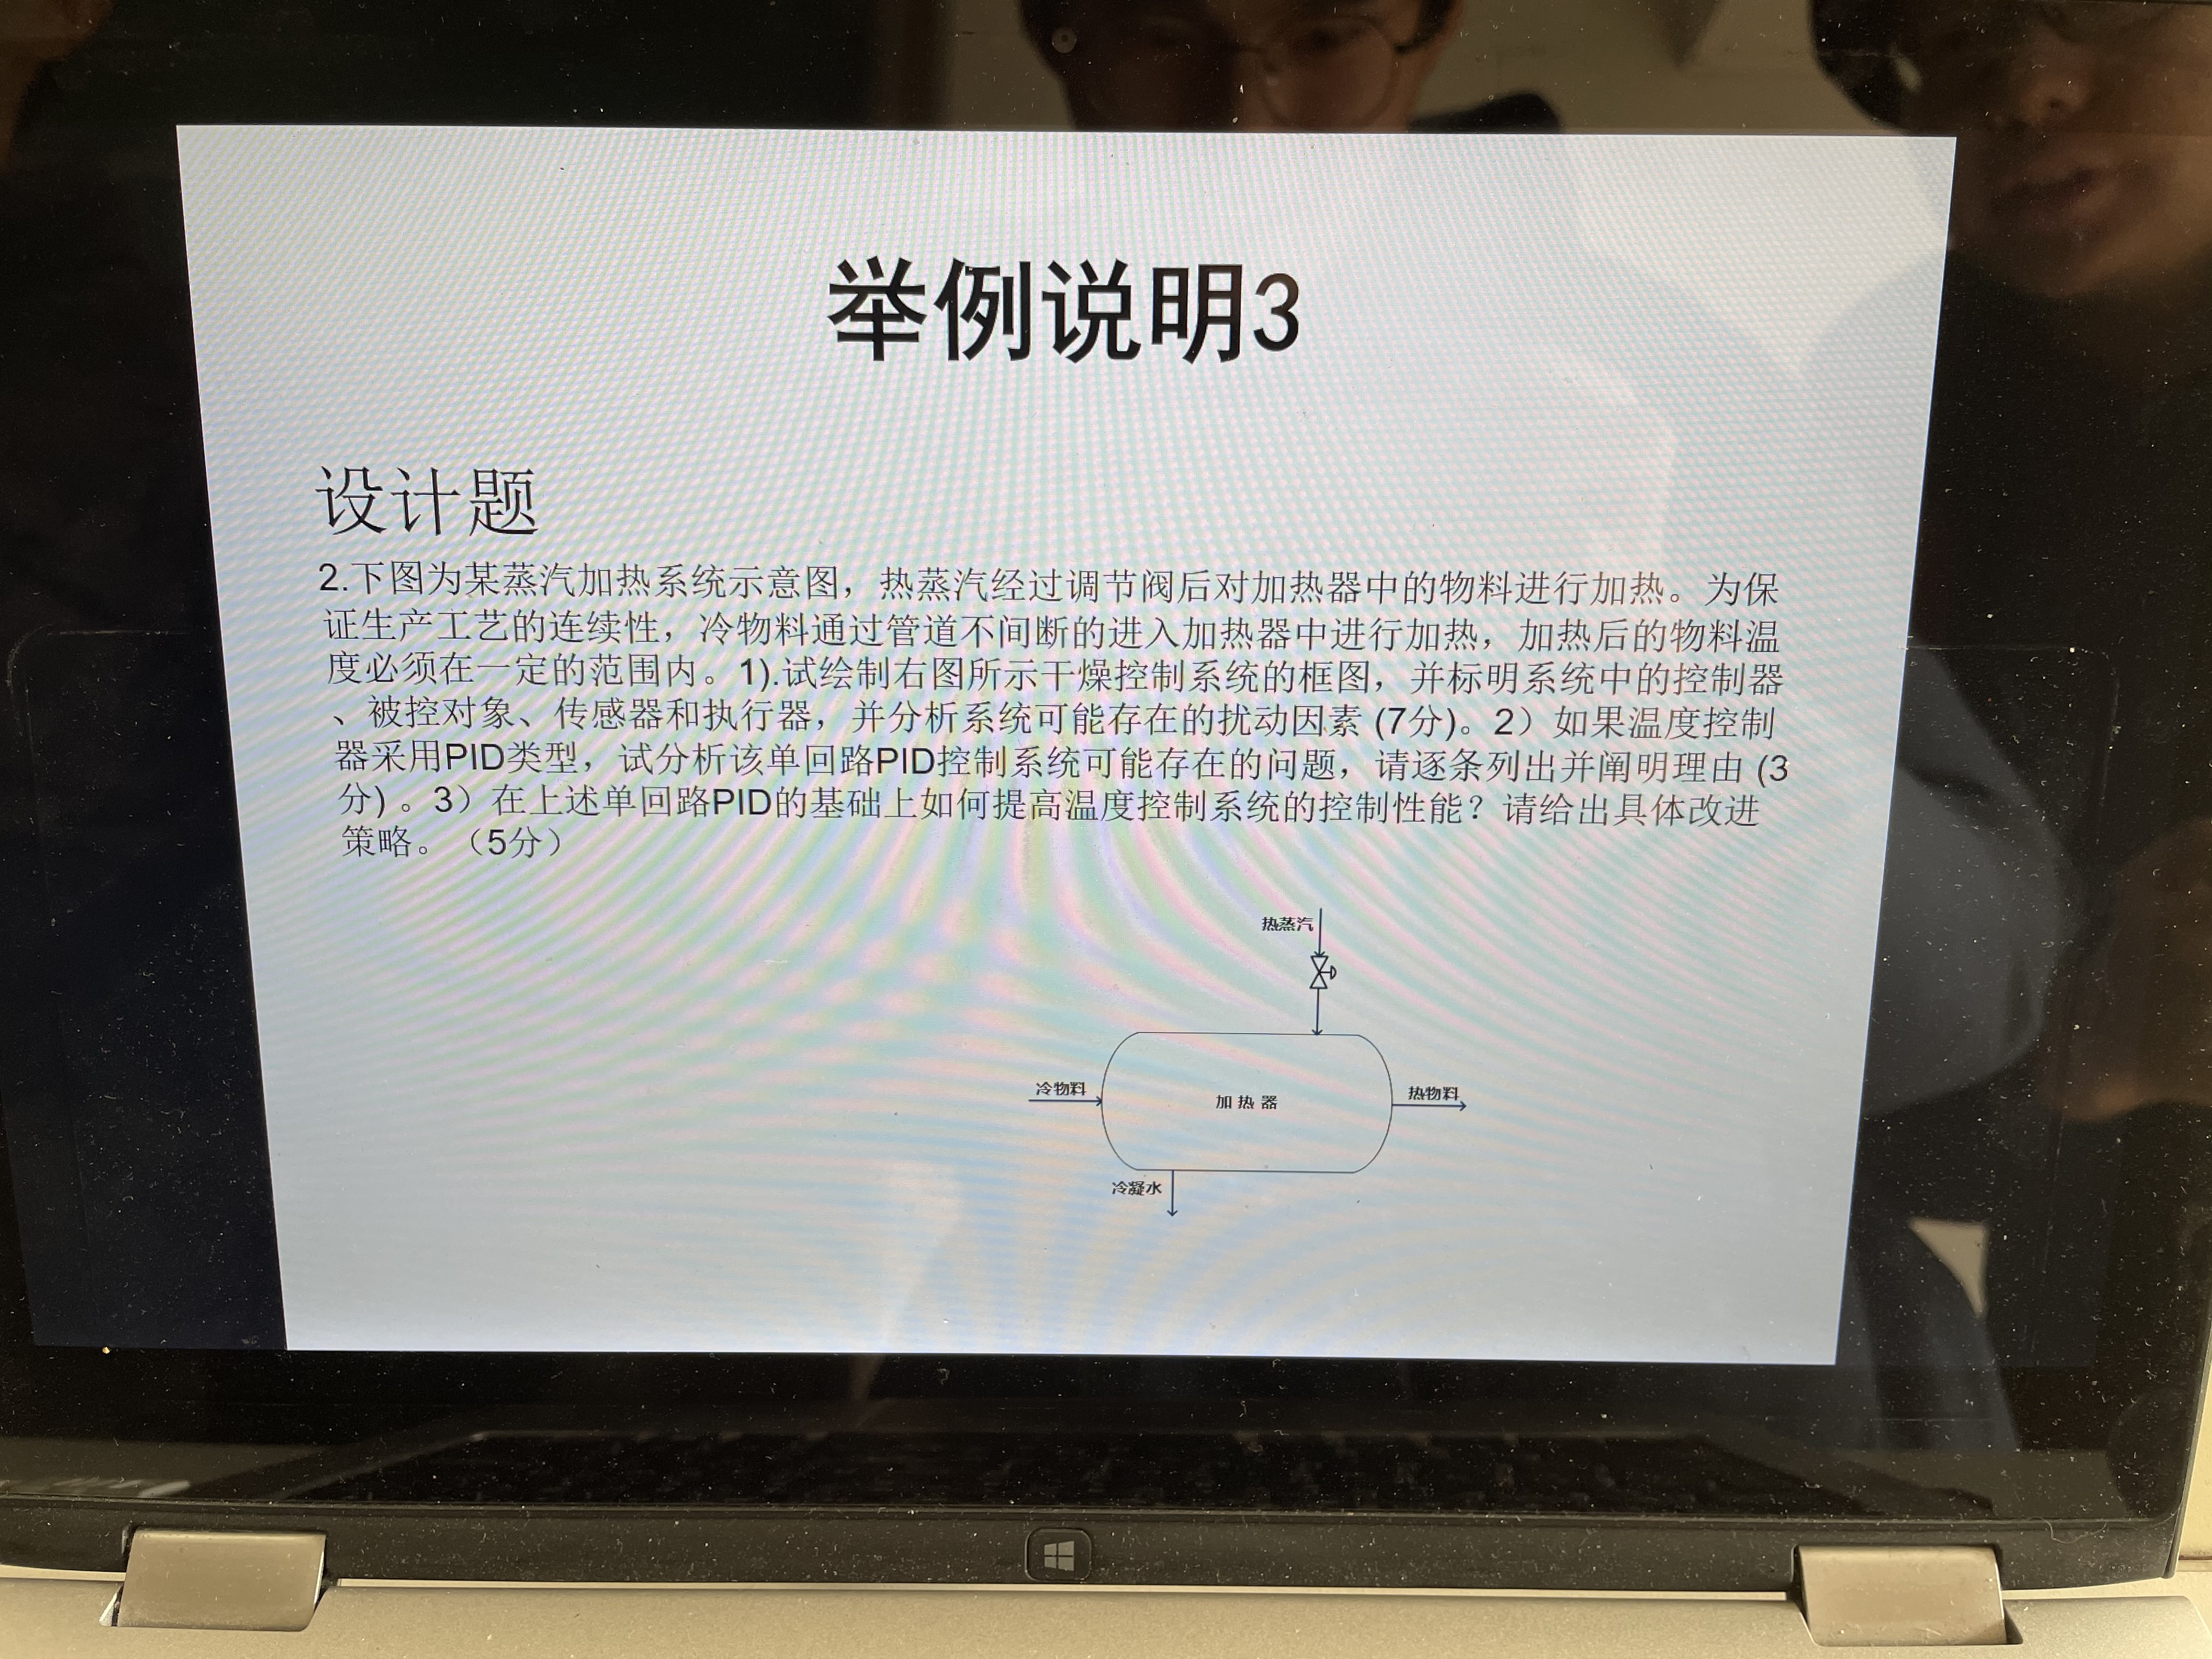 举例说明3
设计题
2.下图为某蒸汽加热系统示意图，热蒸汽经过调节阀后对加热器中的物料进行加热。为保
证生产工艺的连续性，冷物料通过管道不间断的进入加热器中进行加热，加热后的物料温
度必须在一定的范围内。1).试绘制右图所示干燥控制系统的框图，并标明系统中的控制器
、被控对象、传感器和执行器，并分析系统可能存在的扰动因素 (7分)。2）如果温度控制
器采用PID类型，试分析该单回路PID控制系统可能存在的问题，请逐条列出并阐明理由 (3
分) 。3）在上述单回路PID的基础上如何提高温度控制系统的控制性能？请给出具体改进
策略。（5分）
热蒸汽
冷物料
加 热 器
热物料
冷凝水